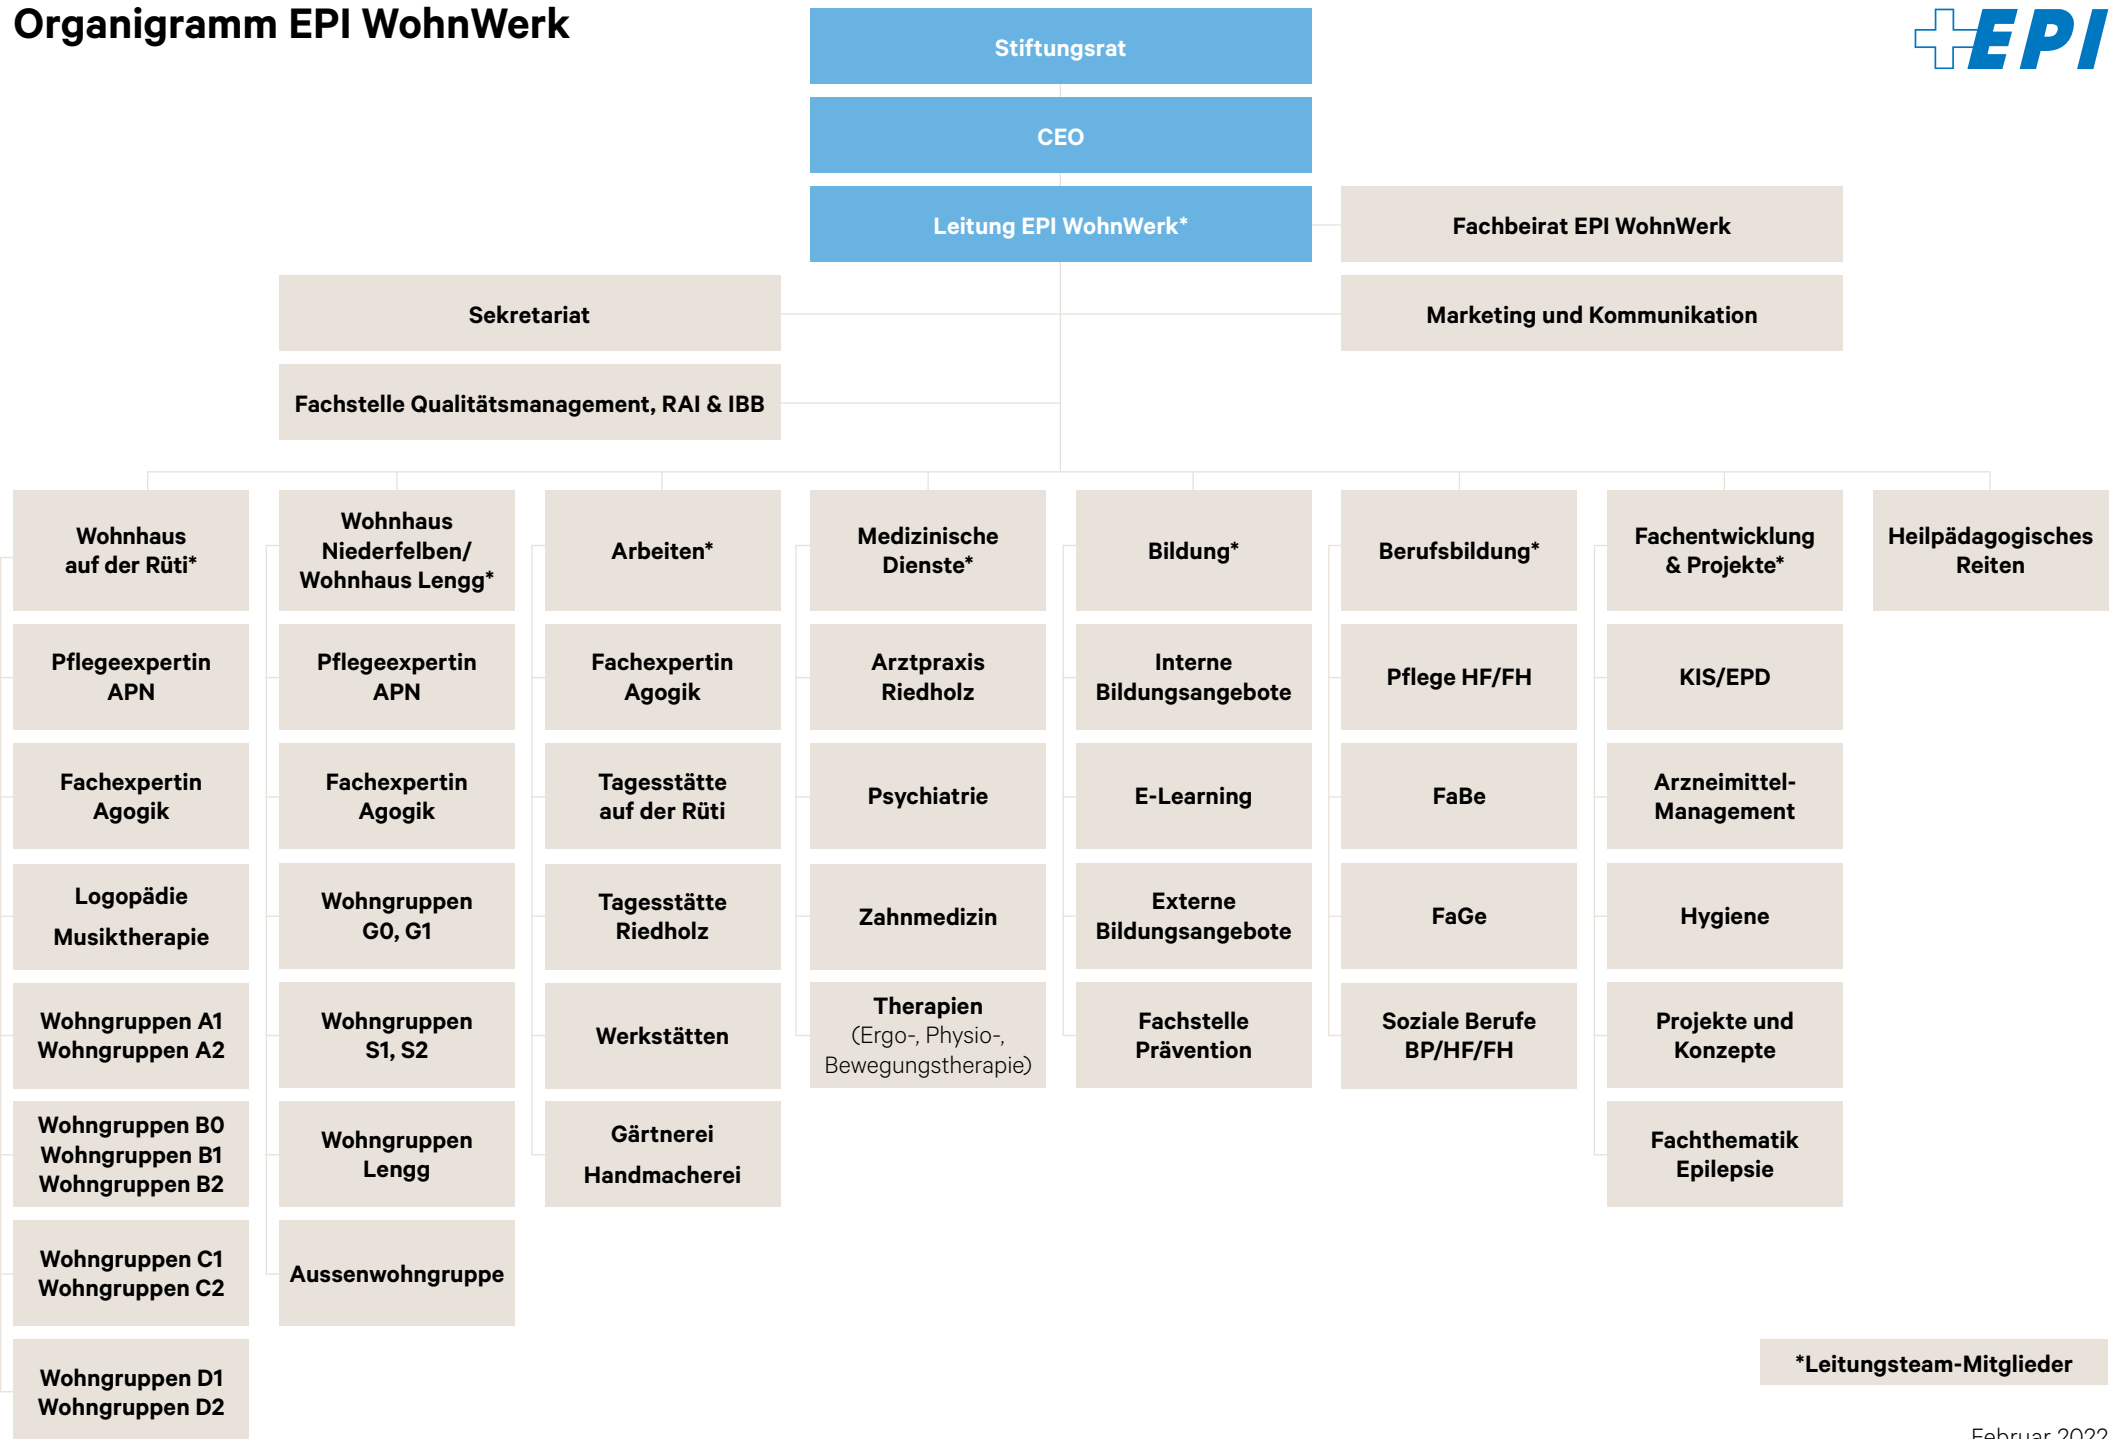 Organigramm EPI WohnWerk
EPI
Stiftungsrat
CEO
Leitung EPI WohnWerk*
Fachbeirat EPI WohnWerk
Sekretariat
Marketing und Kommunikation
Fachstelle Qualitätsmanagement, RAI & IBB
Wohnhaus
auf der Rüti*
Pflegeexpertin
APN
Fachexpertin
Agogik
Logopädie
Musiktherapie
Wohngruppen A1
Wohngruppen A2
Wohngruppen B0
Wohngruppen B1
Wohngruppen B2
Wohngruppen C1
Wohngruppen C2
Wohngruppen D1
Wohngruppen D2
Wohnhaus
Niederfelben/
Wohnhaus Lengg*
Pflegeexpertin
APN
Fachexpertin
Agogik
Wohngruppen
G0, G1
Wohngruppen
S1, S2
Wohngruppen
Lengg
Aussenwohngruppe
Arbeiten*
Fachexpertin
Agogik
Tagesstätte
auf der Rüti
Tagesstätte
Riedholz
Werkstätten
Gärtnerei
Handmacherei
Medizinische
Dienste*
Arztpraxis
Riedholz
Psychiatrie
Zahnmedizin
Therapien
(Ergo-, Physio-,
Bewegungstherapie)
Bildung*
Interne
Bildungsangebote
E-Learning
Externe
Bildungsangebote
Fachstelle
Prävention
Berufsbildung*
Pflege HF/FH
FaBe
FaGe
Soziale Berufe
BP/HF/FH
Fachentwicklung
& Projekte*
KIS/EPD
Arzneimittel-
Management
Hygiene
Projekte und
Konzepte
Fachthematik
Epilepsie
Heilpädagogisches
Reiten
*Leitungsteam-Mitglieder
Februar 2022